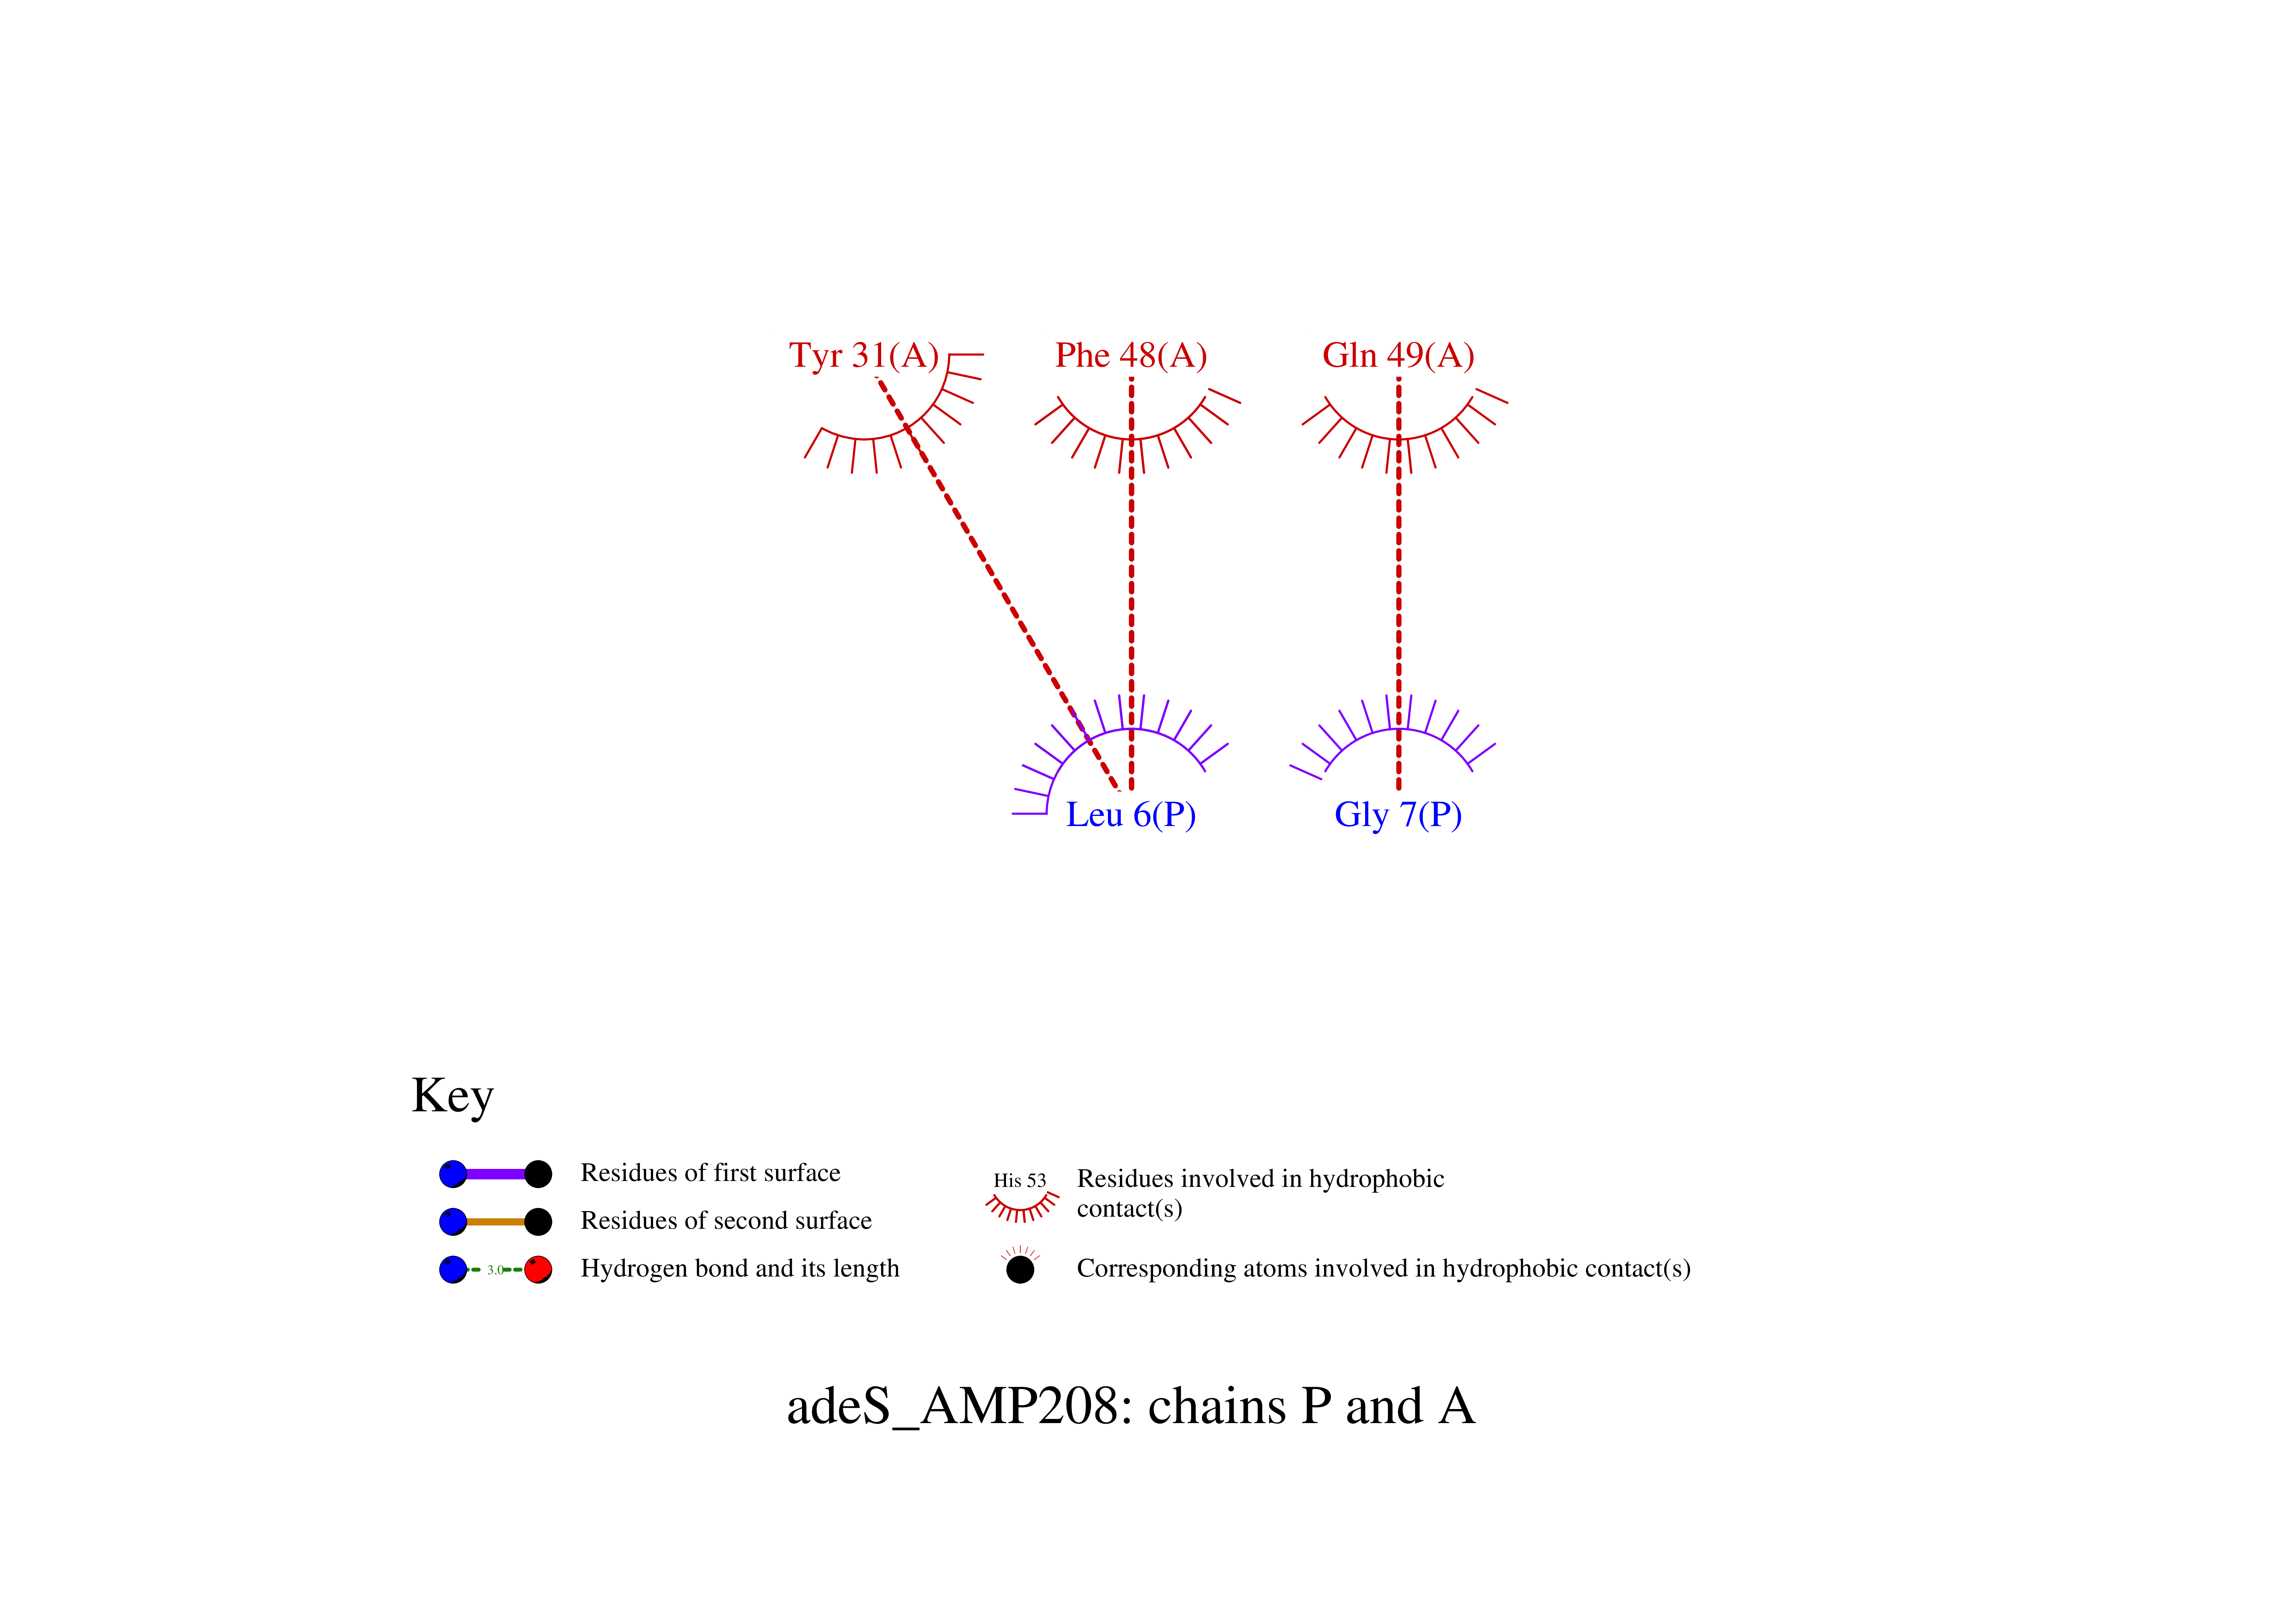 Tyr 31(A) Phe 48(A) Gln 49(A)
Leu 6(P) Gly 7(P)
Key
Residues of first surface
Residues of second surface
3.0 Hydrogen bond and its length
His 53
Residues involved in hydrophobic
contact(s)
Corresponding atoms involved in hydrophobic contact(s)
adeS_AMP208: chains P and A